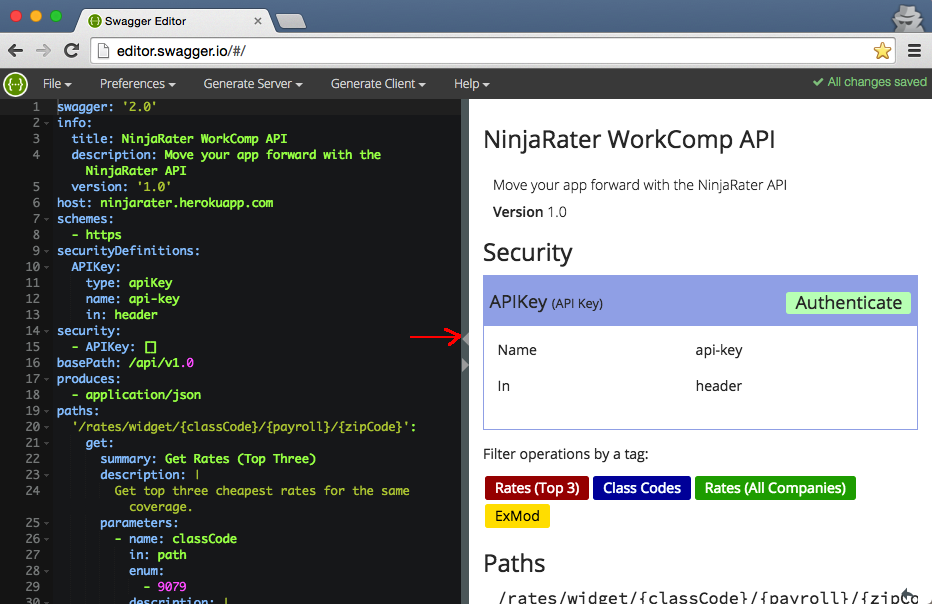 Swagger Editor
editor.swagger.io/#/
File Preferences Generate Server Generate Client Help All changes saved
1 swagger: '2.0'
2 info:
3 title: NinjaRater WorkComp API
4 description: Move your app forward with the
NinjaRater API
5 version: '1.0'
6 host: ninjarater.herokuapp.com
7 schemes:
8 - https
9 securityDefinitions:
10 APIKey:
11 type: apiKey
12 name: api-key
13 in: header
14 security:
15 - APIKey: []
16 basePath: /api/v1.0
17 produces:
18 - application/json
19 paths:
20 '/rates/widget/{classCode}/{payroll}/{zipCode}':
21 get:
22 summary: Get Rates (Top Three)
23 description: |
24 Get top three cheapest rates for the same
coverage.
25 parameters:
26 - name: classCode
27 in: path
28 enum:
29 - 9079
30 description: |
NinjaRater WorkComp API
Move your app forward with the NinjaRater API
Version 1.0
Security
APIKey (API Key) Authenticate
Name api-key
In header
Filter operations by a tag:
Rates (Top 3) Class Codes Rates (All Companies)
ExMod
Paths
/rates/widget/{classCode}/{payroll}/{zipCo